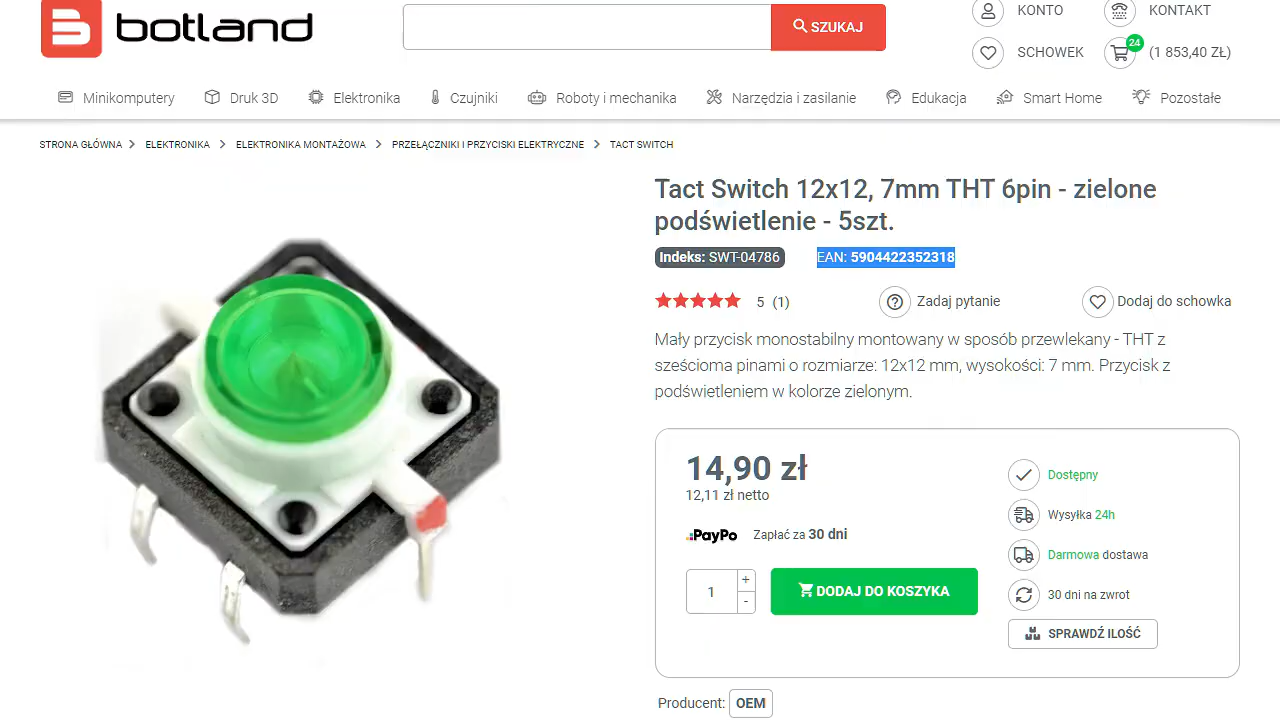 botland
SZUKAJ
KONTO
KONTAKT
SCHOWEK
24
(1 853,40 ZŁ)
Minikomputery
Druk 3D
Elektronika
Czujniki
Roboty i mechanika
Narzędzia i zasilanie
Edukacja
Smart Home
Pozostałe
STRONA GŁÓWNA > ELEKTRONIKA > ELEKTRONIKA MONTAŻOWA > PRZEŁĄCZNIKI I PRZYCISKI ELEKTRYCZNE > TACT SWITCH
Tact Switch 12x12, 7mm THT 6pin - zielone
podświetlenie - 5szt.
Indeks: SWT-04786 EAN: 5904422352318
5 (1)
Zadaj pytanie
Dodaj do schowka
Mały przycisk monostabilny montowany w sposób przewlekany - THT z
sześcioma pinami o rozmiarze: 12x12 mm, wysokości: 7 mm. Przycisk z
podświetleniem w kolorze zielonym.
14,90 zł
12,11 zł netto
PayPo Zapłać za 30 dni
1
+
-
DODAJ DO KOSZYKA
Dostępny
Wysyłka 24h
Darmowa dostawa
30 dni na zwrot
SPRAWDŹ ILOŚĆ
Producent: OEM